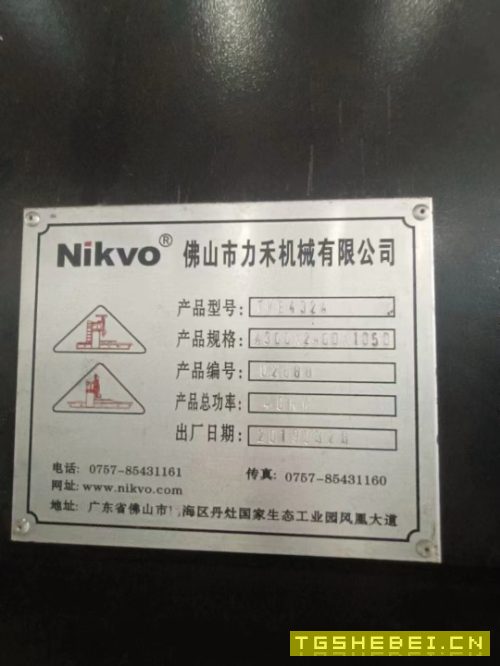 Nikvo® 佛山市力禾机械有限公司
产品型号:
产品规格: 4300×2400×1050
产品编号:
产品总功率:
出厂日期:
电话: 0757-85431161 传真: 0757-85431160
网址: www.nikvo.com
地址: 广东省佛山市 海区丹灶国家生态工业园凤凰大道
TGSHEBEI.CN